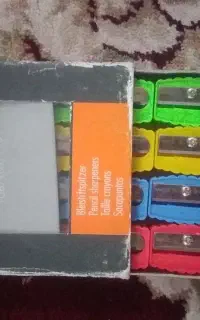 Bleistiftspitzer
Pencil sharpeners
Taille crayons
Sacapuntas